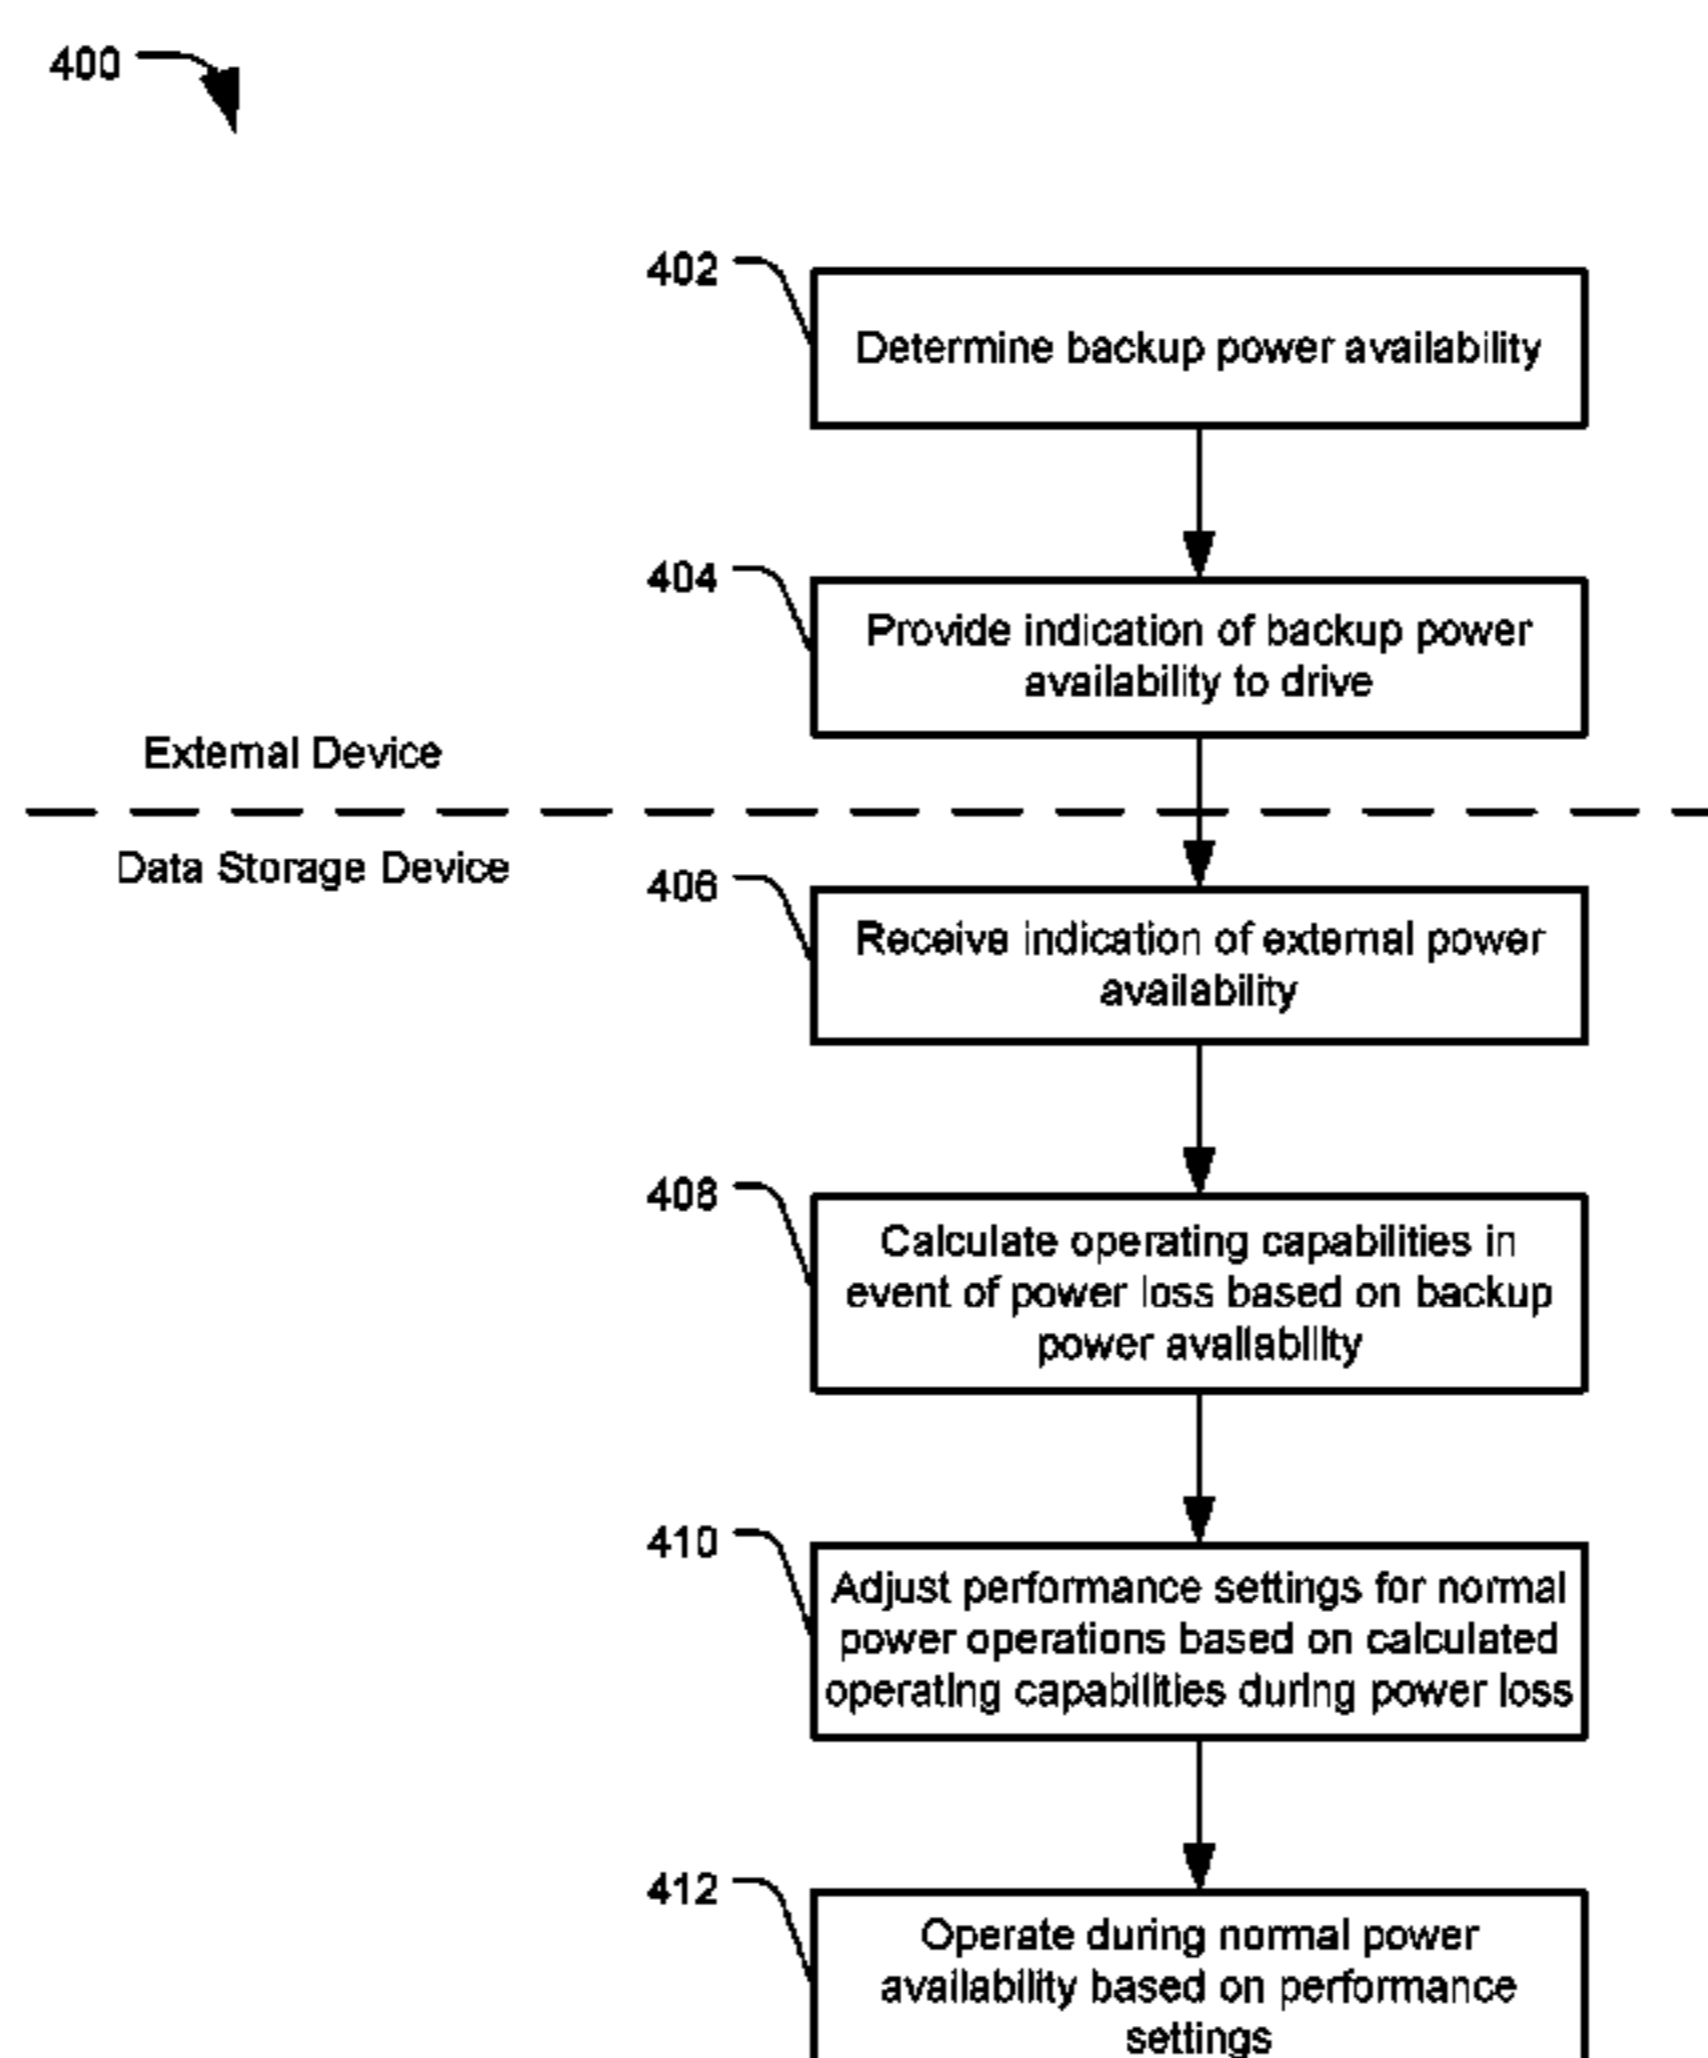 400
402
Determine backup power availability
404
Provide indication of backup power
availability to drive
External Device
Data Storage Device
406
Receive indication of external power
availability
408
Calculate operating capabilities in
event of power loss based on backup
power availability
410
Adjust performance settings for normal
power operations based on calculated
operating capabilities during power loss
412
Operate during normal power
availability based on performance
settings